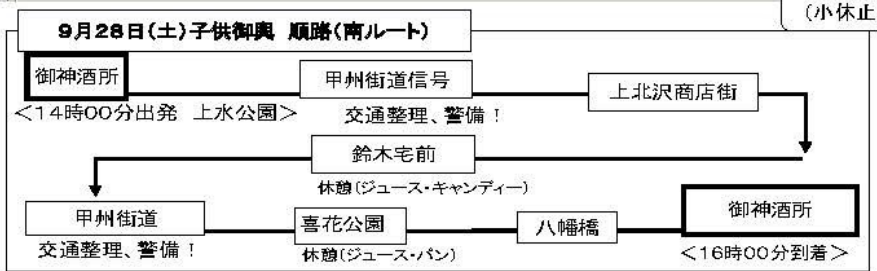 (小休止
9月28日(土)子供御輿 順路(南ルート)
御神酒所
甲州街道信号
上北沢商店街
<14時00分出発 上水公園>
交通整理、警備!
鈴木宅前
休憩(ジュース・キャンディー)
甲州街道
喜花公園
八幡橋
御神酒所
交通整理、警備!
休憩(ジュース・パン)
<16時00分到着>